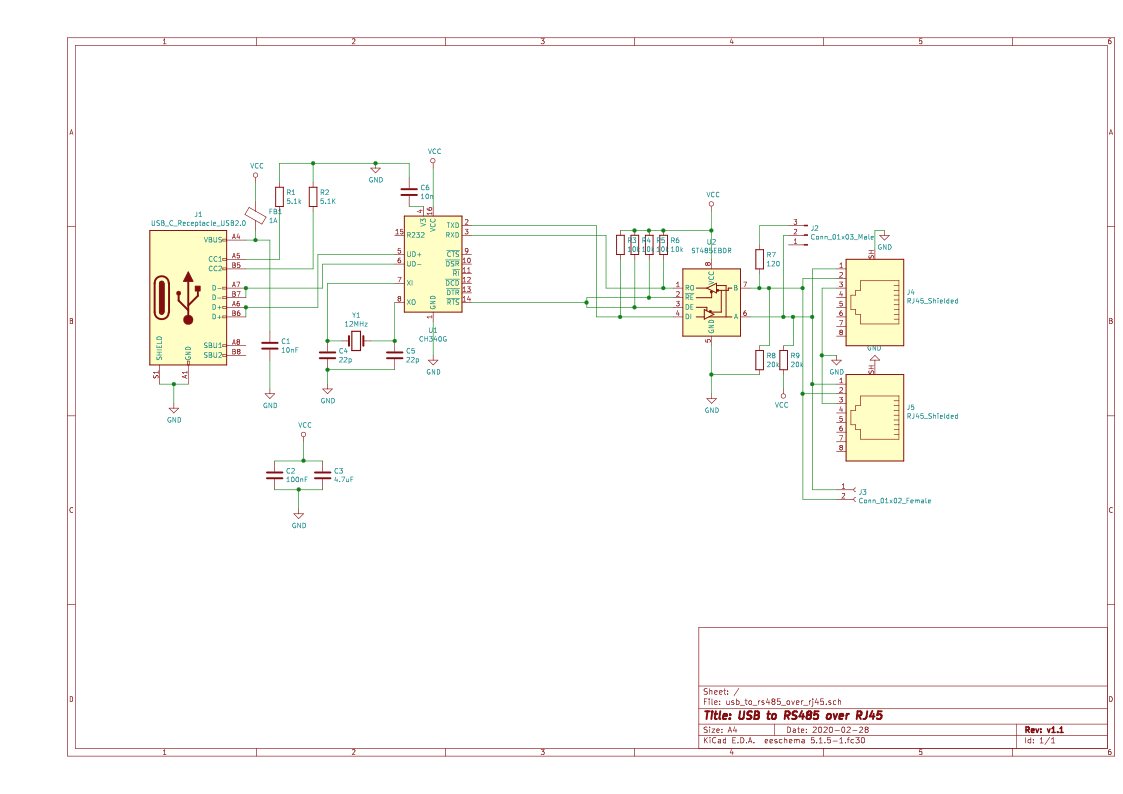 1 2 3 4 5 6
A A
VCC
GND
C6
10n
VCC
R1
5.1k
R2
5.1K
FB1
1A
J1
USB_C_Receptacle_USB2.0
VBUS A4
CC1 A5
CC2 B5
D- A7
D- B7
D+ A6
D+ B6
SBU1 A8
SBU2 B8
SHIELD
GND
S1
A1
GND
C1
10nF
GND
VCC
4
16
V3
VCC
15 R232
5 UD+
6 UD-
7 XI
8 XO
TXD 2
RXD 3
CTS 9
DSR 10
RI 11
DCD 12
DTR 13
RTS 14
GND
1
U1
CH340G
GND
Y1
12MHz
C4
22p
C5
22p
GND
VCC
R3
10k
R4
10k
R5
10k
R6
10k
U2
ST485EBDR
8
VCC
1 RO
2 RE
3 DE
4 DI
B 7
A 6
GND
5
GND
R7
120
3
2
1
J2
Conn_01x03_Male
R8
20k
R9
20k
VCC
GND
SH
1
2
3
4
5
6
7
8
J4
RJ45_Shielded
GND
GND
SH
1
2
3
4
5
6
7
8
J5
RJ45_Shielded
1
2
J3
Conn_01x02_Female
B B
VCC
C2
100nF
C3
4.7uF
GND
C C
D D
Sheet: /
File: usb_to_rs485_over_rj45.sch
Title: USB to RS485 over RJ45
Size: A4 Date: 2020-02-28 Rev: v1.1
KiCad E.D.A. eeschema 5.1.5-1.fc30 Id: 1/1
1 2 3 4 5 6